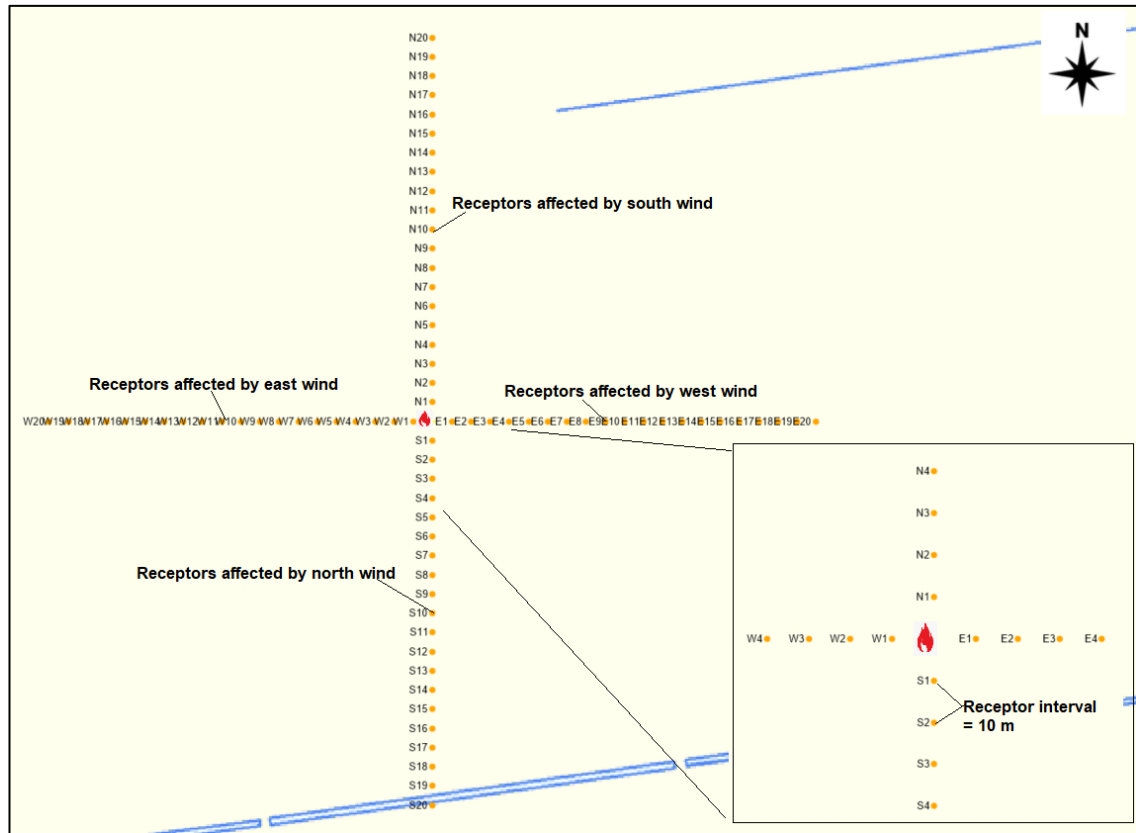 N
N20
N19
N18
N17
N16
N15
N14
N13
N12
N11
Receptors affected by south wind
N10
N9
N8
N7
N6
N5
N4
N3
N2
Receptors affected by east wind
Receptors affected by west wind
N1
W20 W19 W18 W17 W16 W15 W14 W13 W12 W11 W10 W9 W8 W7 W6 W5 W4 W3 W2 W1 E1 E2 E3 E4 E5 E6 E7 E8 E9 E10 E11 E12 E13 E14 E15 E16 E17 E18 E19 E20
S1
S2
S3
S4
S5
S6
S7
Receptors affected by north wind
S8
S9
S10
S11
S12
S13
S14
S15
S16
S17
S18
S19
S20
N4
N3
N2
N1
W4 W3 W2 W1 E1 E2 E3 E4
S1
Receptor interval
= 10 m
S2
S3
S4